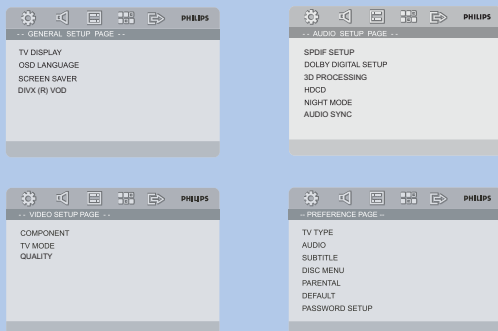 PHILIPS
-- GENERAL SETUP PAGE --
TV DISPLAY
OSD LANGUAGE
SCREEN SAVER
DIVX (R) VOD
PHILIPS
-- AUDIO SETUP PAGE --
SPDIF SETUP
DOLBY DIGITAL SETUP
3D PROCESSING
HDCD
NIGHT MODE
AUDIO SYNC
PHILIPS
-- VIDEO SETUP PAGE --
COMPONENT
TV MODE
QUALITY
PHILIPS
-- PREFERENCE PAGE --
TV TYPE
AUDIO
SUBTITLE
DISC MENU
PARENTAL
DEFAULT
PASSWORD SETUP